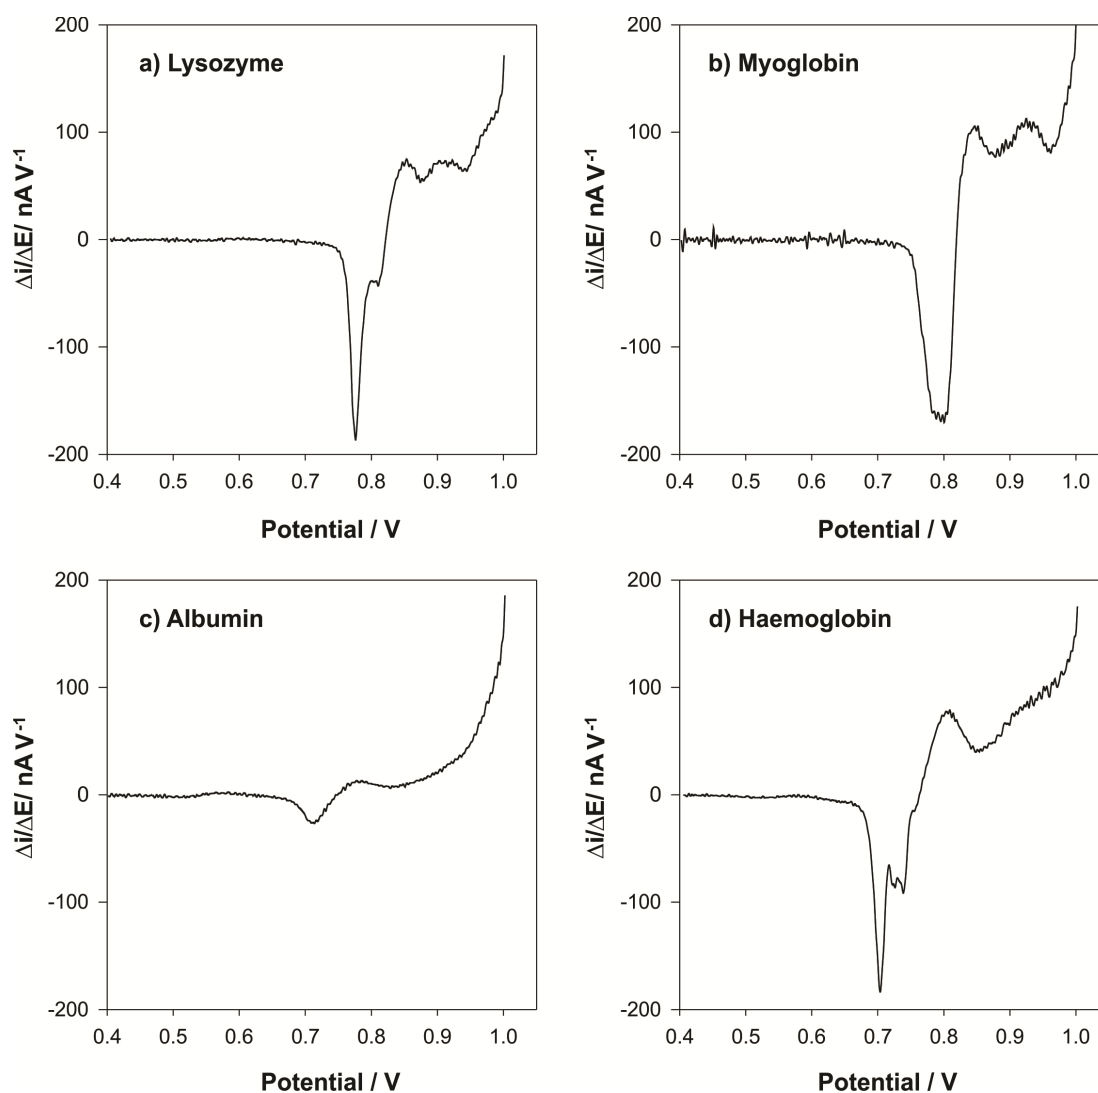 200
a) Lysozyme
100
0
-100
-200
Δi/ΔE/ nA V-1
0.4 0.5 0.6 0.7 0.8 0.9 1.0
Potential / V
200
b) Myoglobin
100
0
-100
-200
Δi/ΔE/ nA V-1
0.4 0.5 0.6 0.7 0.8 0.9 1.0
Potential / V
200
c) Albumin
100
0
-100
-200
Δi/ΔE/ nA V-1
0.4 0.5 0.6 0.7 0.8 0.9 1.0
Potential / V
200
d) Haemoglobin
100
0
-100
-200
Δi/ΔE/ nA V-1
0.4 0.5 0.6 0.7 0.8 0.9 1.0
Potential / V